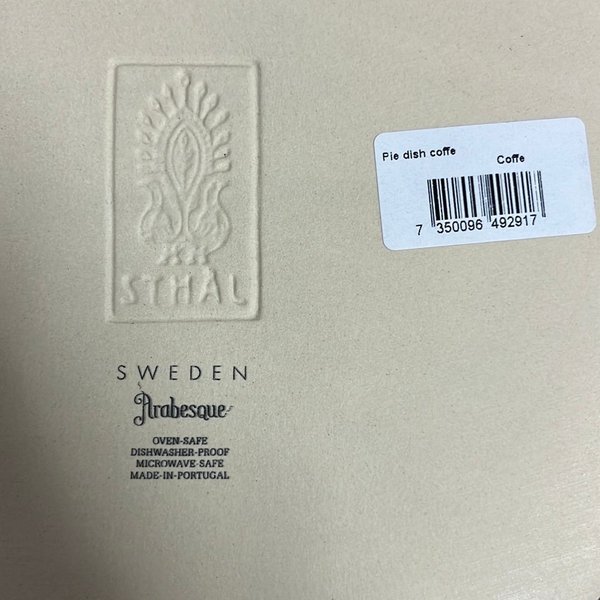 STHÅL
SWEDEN
Arabesque
OVEN-SAFE
DISHWASHER-PROOF
MICROWAVE-SAFE
MADE-IN-PORTUGAL
Pie dish coffe
Coffe
7 350096 492917